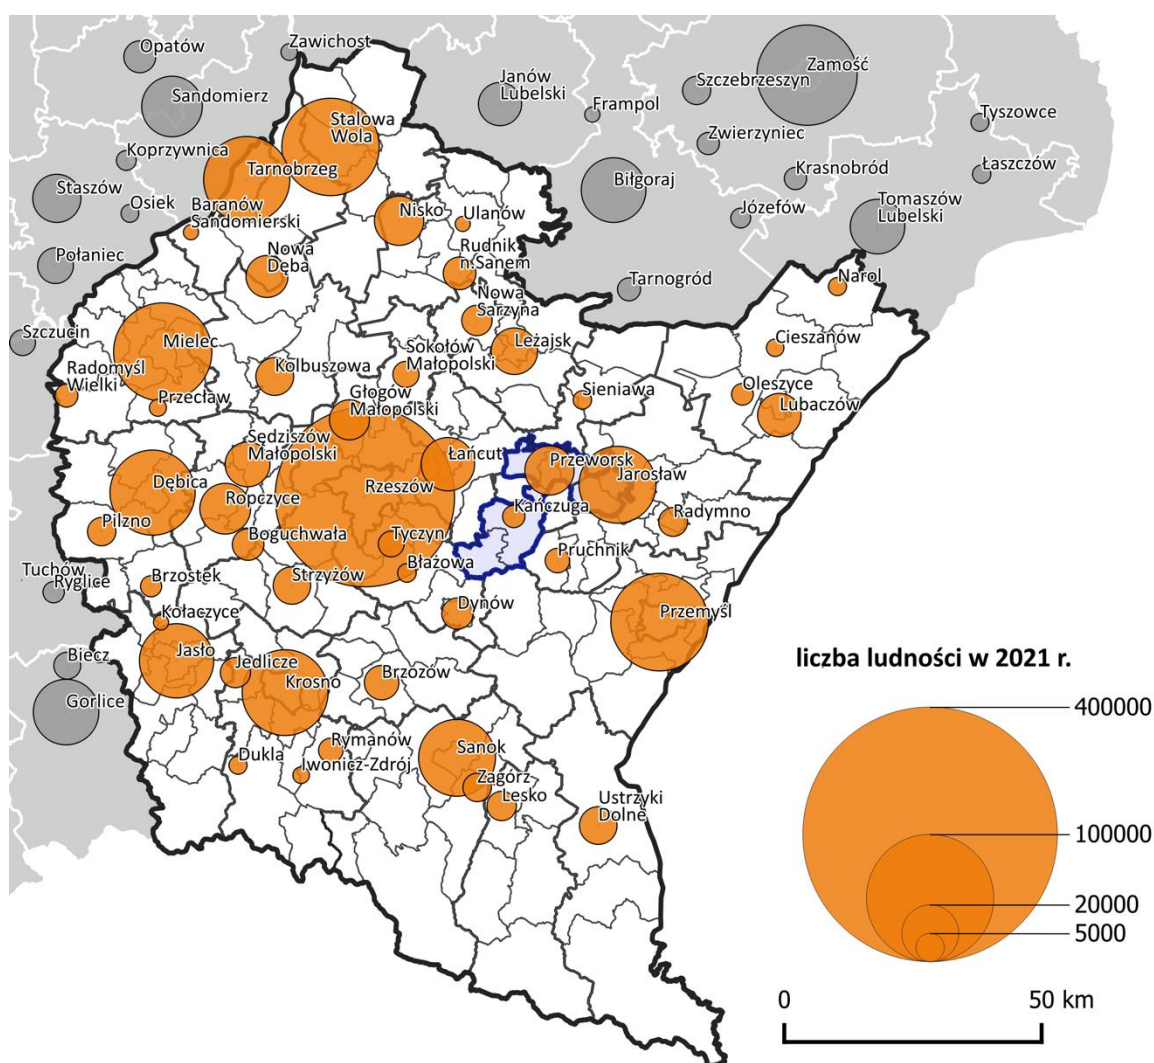 Opatów
Zawichost
Sandomierz
Janów
Lubelski
Frampol
Szczebrzeszyn
Zamość
Tyszowce
Zwierzyniec
Koprzywnica
Stalowa
Wola
Tarnobrzeg
Krasnobród
Łaszczów
Staszów
Osiek
Baranów
Sandomierski
Nisko
Ulanów
Biłgoraj
Józefów
Tomaszów
Lubelski
Połaniec
Nowa
Dęba
Rudnik
n.Sanem
Tarnogród
Narol
Szczucin
Mielec
Nowa
Sarzyna
Leżajsk
Cieszanów
Radomyśl
Wielki
Przecław
Kolbuszowa
Sokołów
Małopolski
Sieniawa
Oleszyce
Lubaczów
Głogów
Małopolski
Sędziszów
Małopolski
Łańcut
Przeworsk
Dębica
Rzeszów
Jarosław
Ropczyce
Kańczuga
Radymno
Pilzno
Boguchwała
Tyczyn
Pruchnik
Tuchów
Ryglice
Brzostek
Strzyżów
Błażowa
Kołaczyce
Dynów
Przemyśl
Biecz
Jasło
Jedlicze
Krosno
Brzozów
Gorlice
Dukla
Rymanów
Iwonicz-Zdrój
Sanok
Zagórz
Lesko
Ustrzyki
Dolne
liczba ludności w 2021 r.
400000
100000
20000
5000
0 50 km